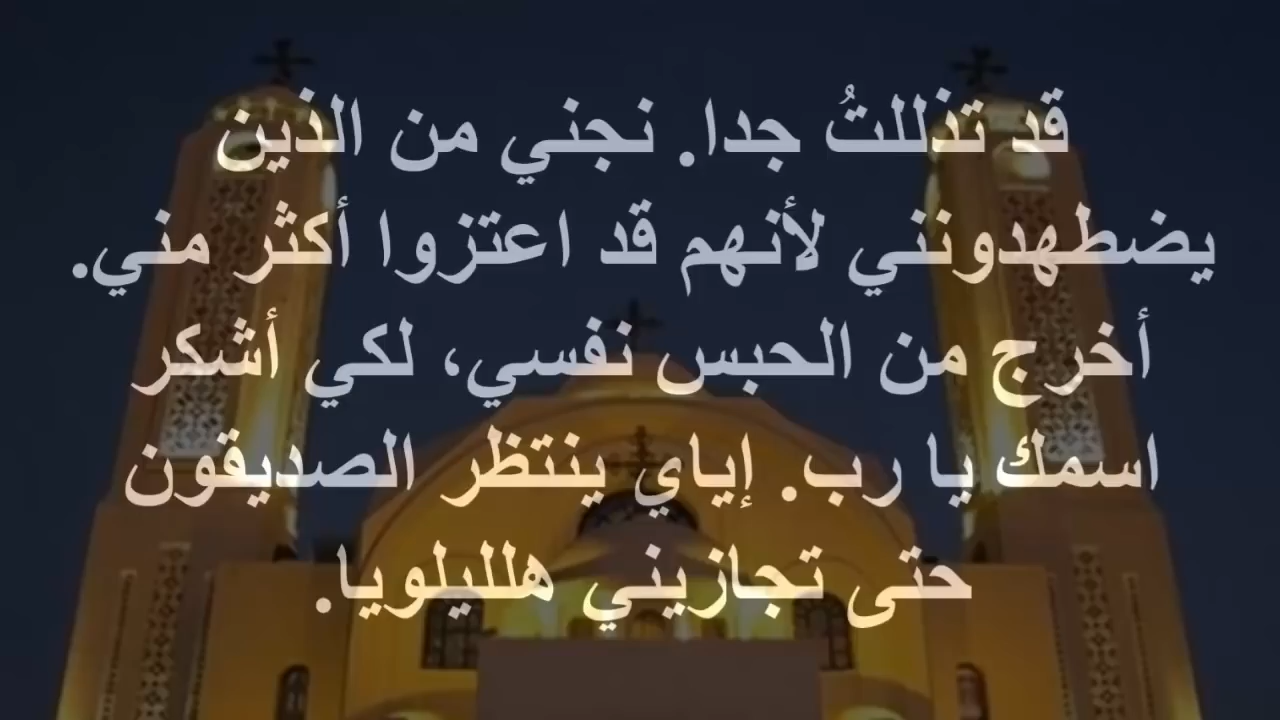 قد تذللتُ جدا. نجني من الذين
يضطهدونني لأنهم قد اعتزوا أكثر مني.
أخرج من الحبس نفسي، لكي أشكر
اسمك يا رب. إياي ينتظر الصديقون
حتى تجازيني هلليلويا.